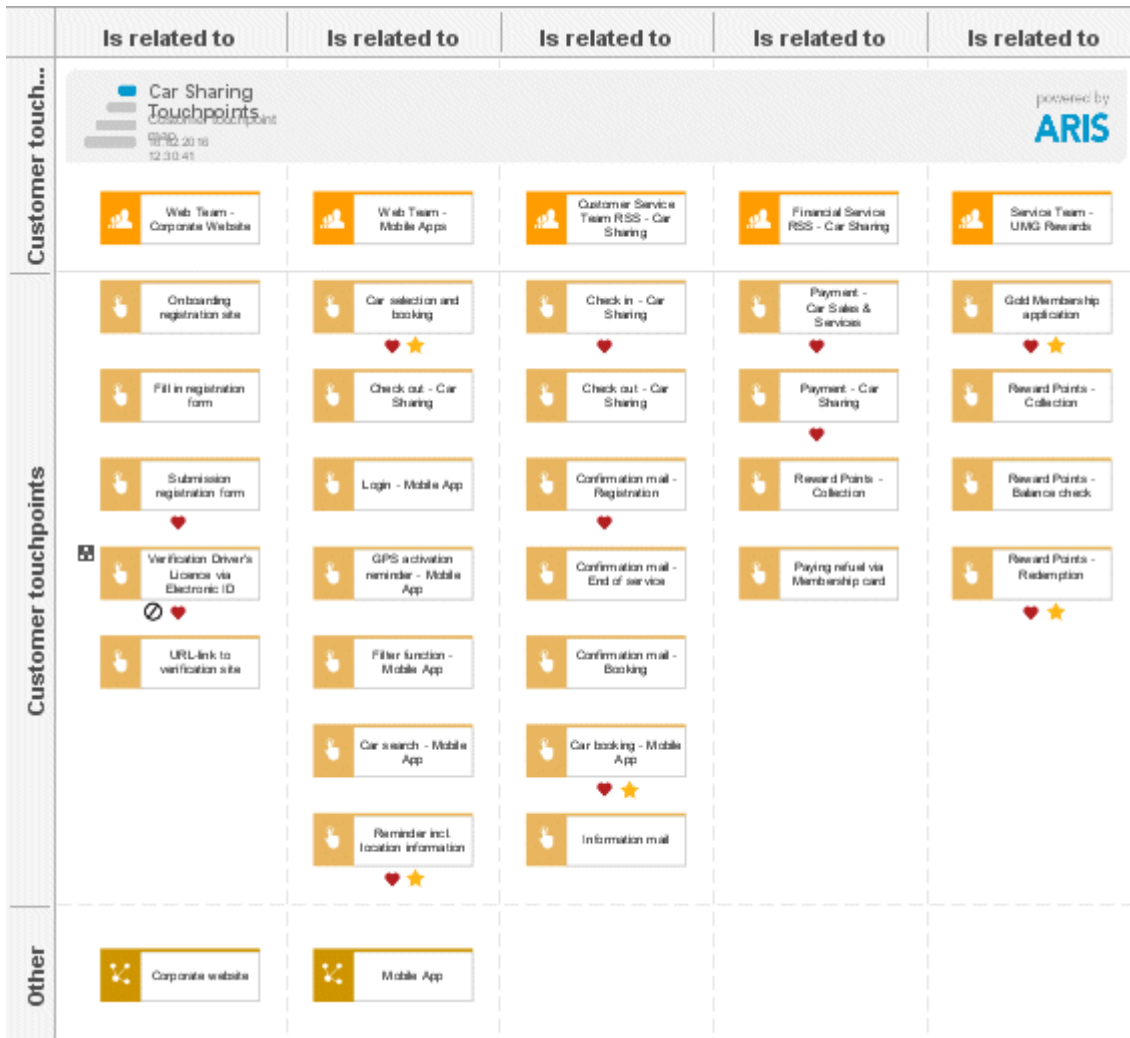 Is related to
Is related to
Is related to
Is related to
Is related to
Customer touch...
Car Sharing
Touchpoints
Customer touchpoint
map
.2016
12:30:41
powered by
ARIS
Web Team -
Corporate Website
Web Team -
Mobile Apps
Customer Service
Team RSS - Car
Sharing
Financial Service
RSS - Car Sharing
Service Team -
UMG Rewards
Customer touchpoints
Onboarding
registration site
Car selection and
booking
Check in - Car
Sharing
Payment -
Car Sales &
Services
Gold Membership
application
Fill in registration
form
Check out - Car
Sharing
Check out - Car
Sharing
Payment - Car
Sharing
Reward Points -
Collection
Submission
registration form
Login - Mobile App
Confirmation mail -
Registration
Reward Points -
Collection
Reward Points -
Balance check
Verification Driver's
Licence via
Electronic ID
GPS activation
reminder - Mobile
App
Confirmation mail -
End of service
Paying refuel via
Membership card
Reward Points -
Redemption
URL-link to
verification site
Filter function -
Mobile App
Confirmation mail -
Booking
Car search - Mobile
App
Car booking - Mobile
App
Reminder incl.
location information
Information mail
Other
Corporate website
Mobile App